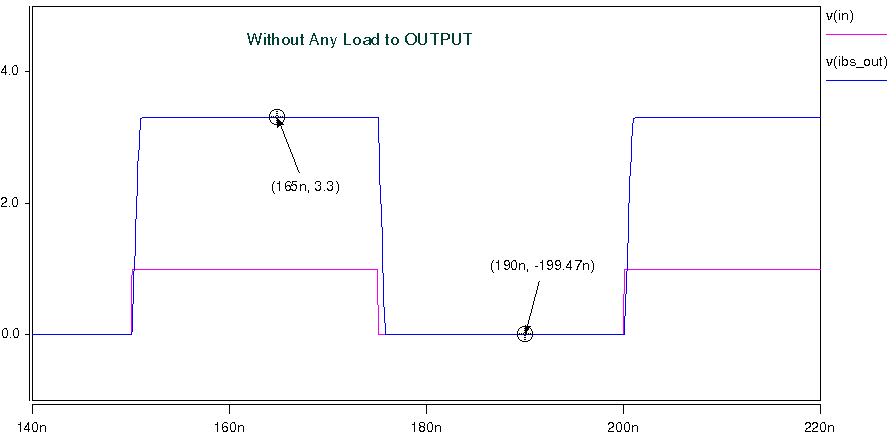 Without Any Load to OUTPUT
v(in)
v(ibs_out)
4.0
(165n, 3.3)
2.0
(190n, -199.47n)
0.0
140n 160n 180n 200n 220n